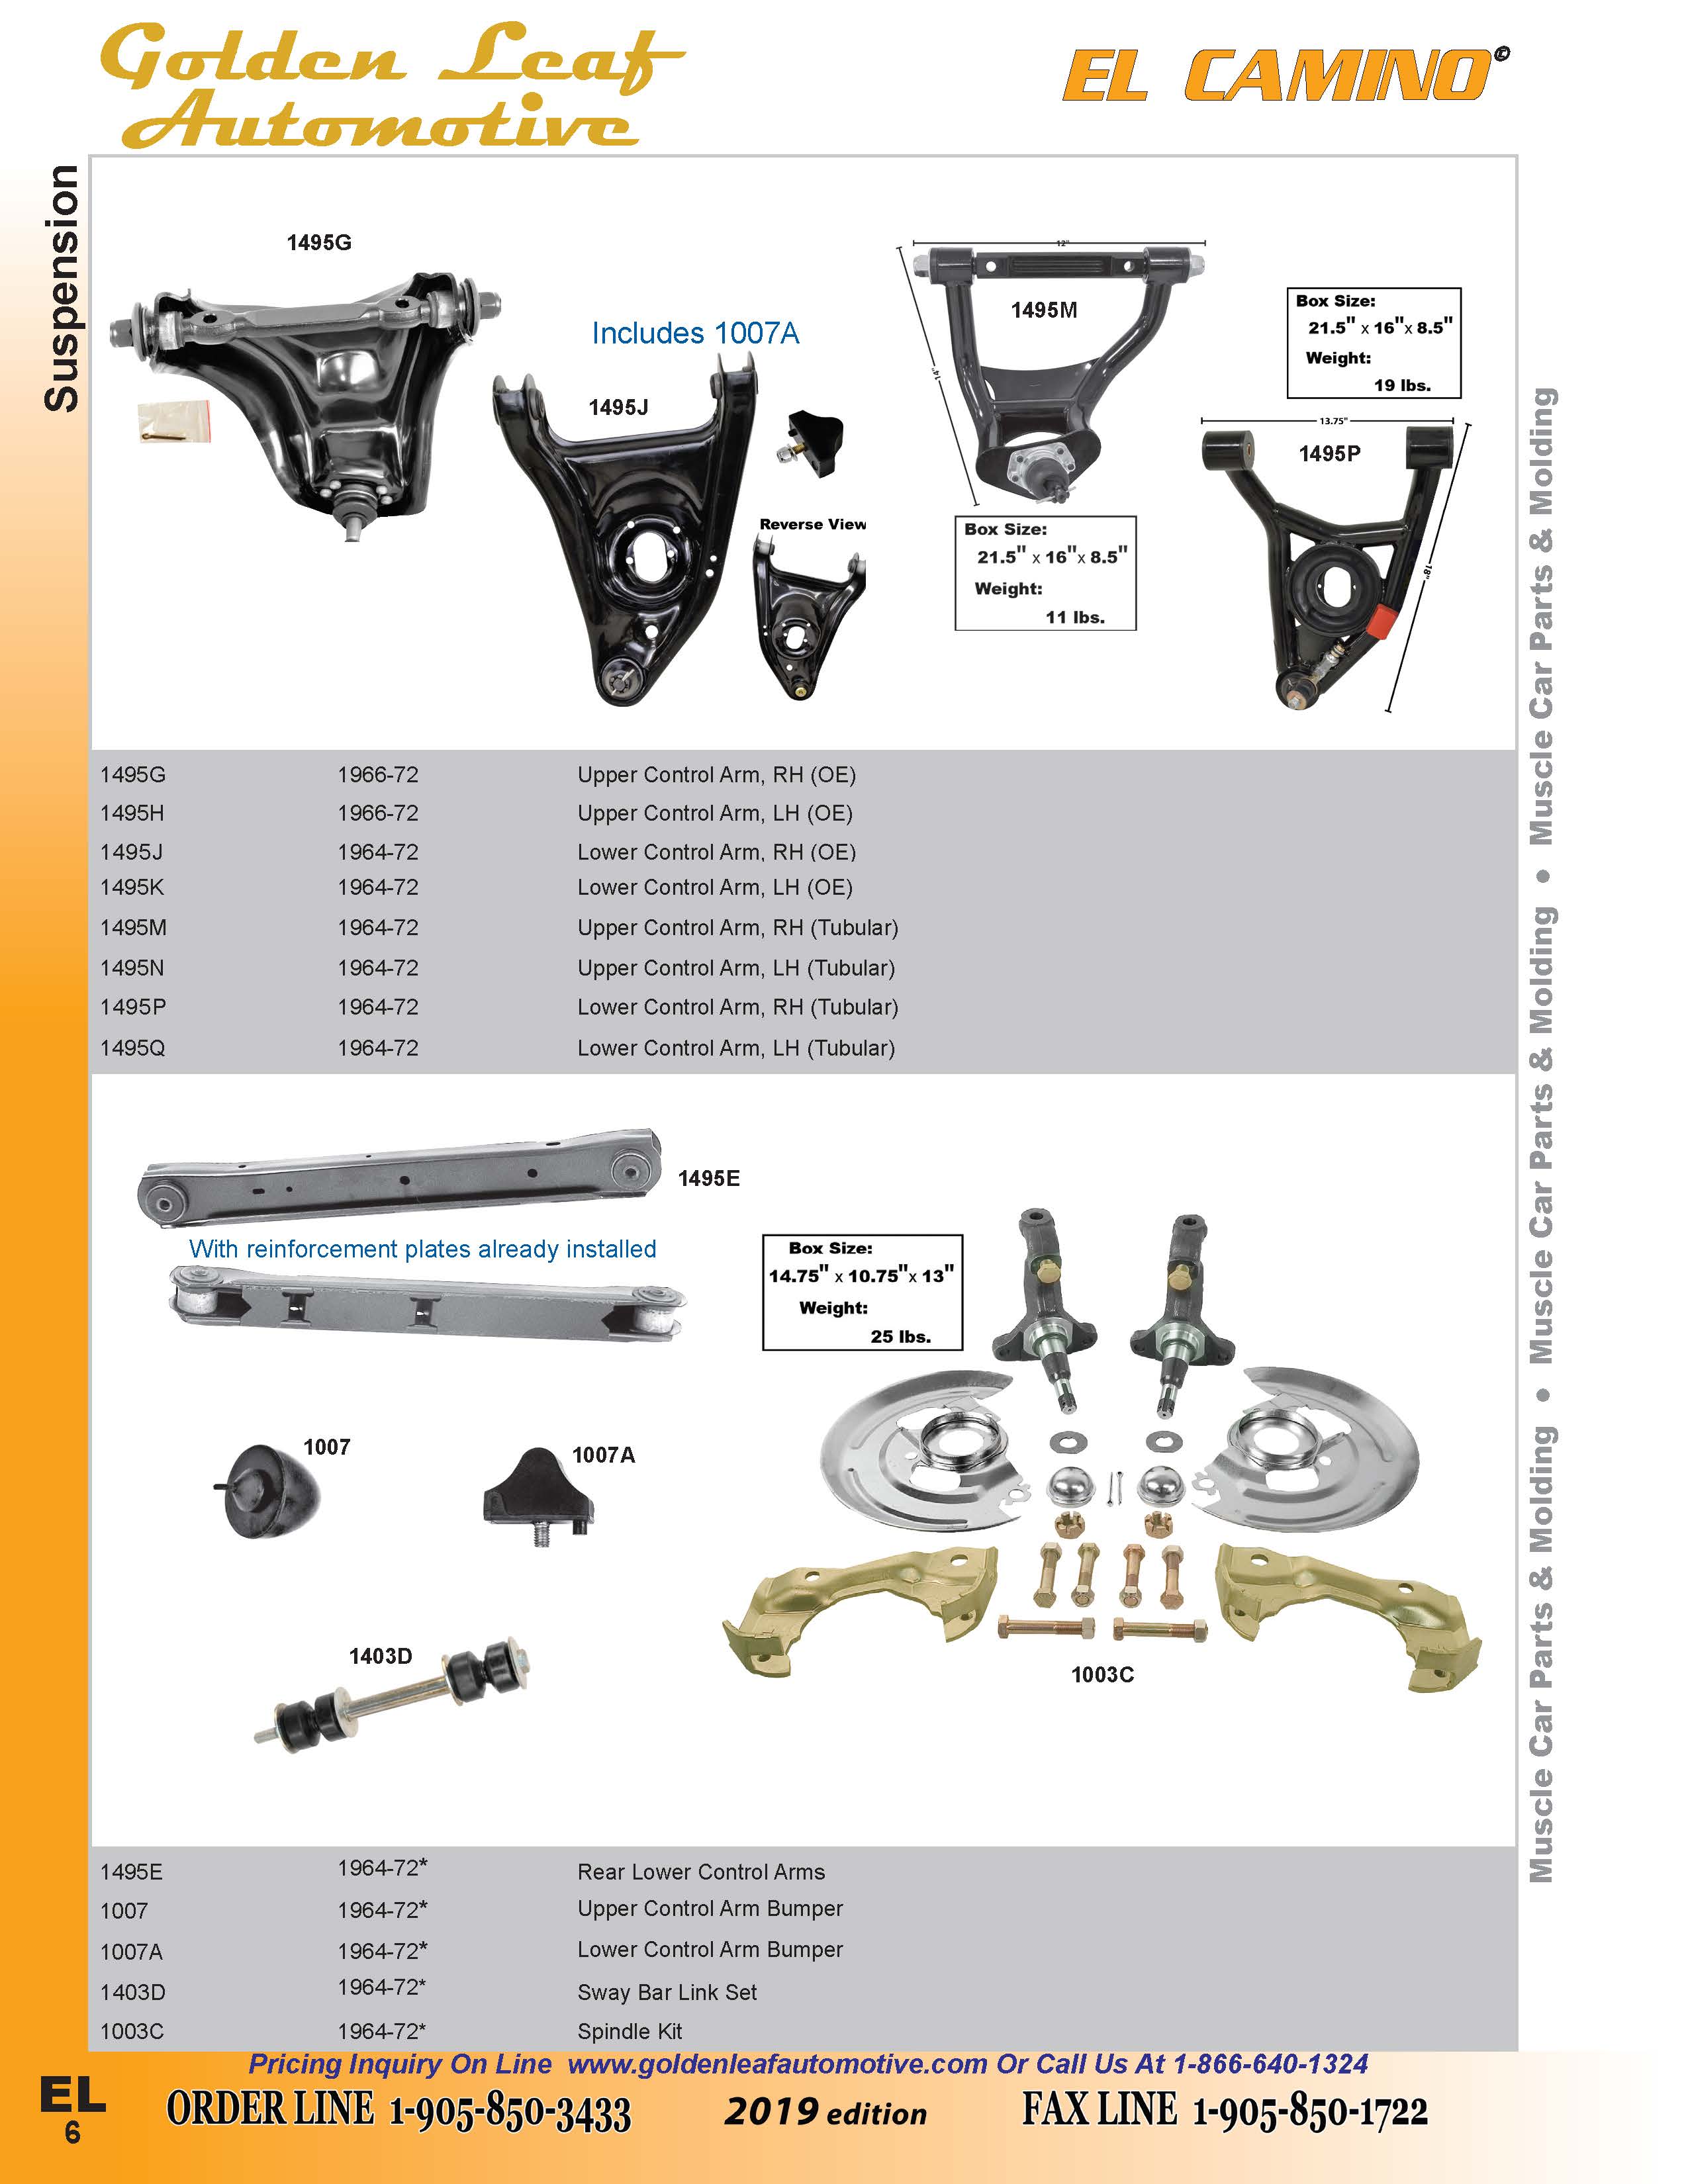 Golden Leaf
Automotive
EL CAMINO©
Suspension
1495G
Includes 1007A
1495J
Reverse View
12"
14"
1495M
Box Size:
21.5" x 16"x 8.5"
Weight:
11 lbs.
Box Size:
21.5" x 16"x 8.5"
Weight:
19 lbs.
13.75"
1495P
18"
1495G 1966-72 Upper Control Arm, RH (OE)
1495H 1966-72 Upper Control Arm, LH (OE)
1495J 1964-72 Lower Control Arm, RH (OE)
1495K 1964-72 Lower Control Arm, LH (OE)
1495M 1964-72 Upper Control Arm, RH (Tubular)
1495N 1964-72 Upper Control Arm, LH (Tubular)
1495P 1964-72 Lower Control Arm, RH (Tubular)
1495Q 1964-72 Lower Control Arm, LH (Tubular)
1495E
With reinforcement plates already installed
Box Size:
14.75" x 10.75"x 13"
Weight:
25 lbs.
1007
1007A
1403D
1003C
1495E 1964-72* Rear Lower Control Arms
1007 1964-72* Upper Control Arm Bumper
1007A 1964-72* Lower Control Arm Bumper
1403D 1964-72* Sway Bar Link Set
1003C 1964-72* Spindle Kit
Muscle Car Parts & Molding • Muscle Car Parts & Molding • Muscle Car Parts & Molding
Pricing Inquiry On Line www.goldenleafautomotive.com Or Call Us At 1-866-640-1324
EL
6
ORDER LINE 1-905-850-3433
2019 edition
FAX LINE 1-905-850-1722